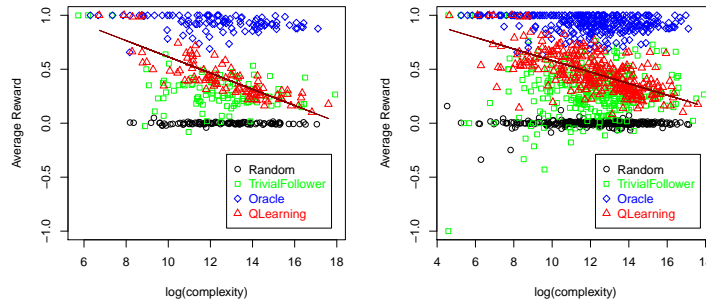 1.0
0.5
0.0
-0.5
-1.0
Average Reward
Random
TrivialFollower
Oracle
QLearning
6 8 10 12 14 16 18
log(complexity)
1.0
0.5
0.0
-0.5
-1.0
Average Reward
Random
TrivialFollower
Oracle
QLearning
4 6 8 10 12 14 16 18
log(complexity)